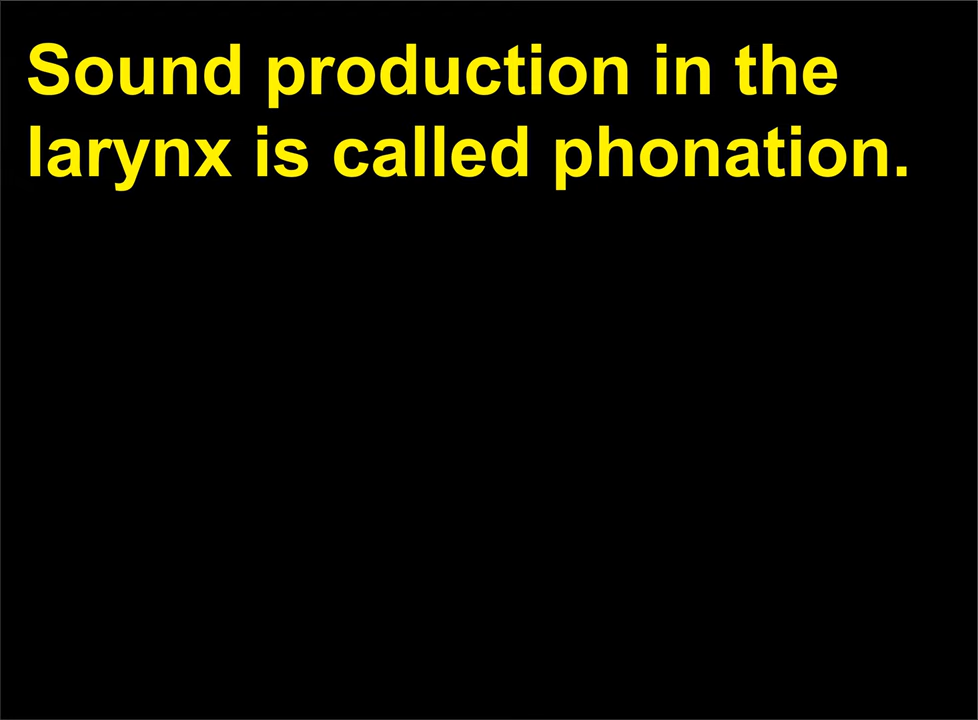 Sound production in the
larynx is called phonation.